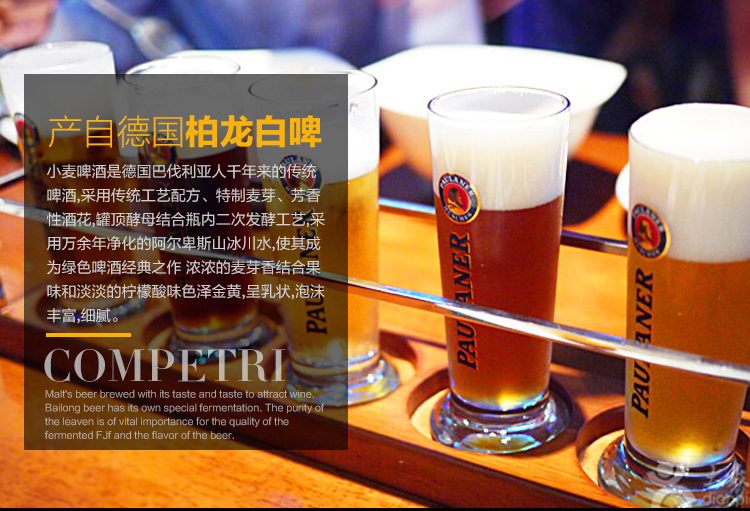 产自德国柏龙白啤
小麦啤酒是德国巴伐利亚人千年来的传统
啤酒,采用传统工艺配方、特制麦芽、芳香
性酒花,罐顶酵母结合瓶内二次发酵工艺,采
用万余年净化的阿尔卑斯山冰川水,使其成
为绿色啤酒经典之作 浓浓的麦芽香结合果
味和淡淡的柠檬酸味色泽金黄,呈乳状,泡沫
丰富,细腻。
COMPETRI
Malt's beer brewed with its taste and taste to attract wine.
Bailong beer has its own special fermentation. The purity of
the leaven is of vital importance for the quality of the
fermented FJf and the flavor of the beer.
PAULANER
PAULANER
MÜNCHEN
PAULANER
PAULANER